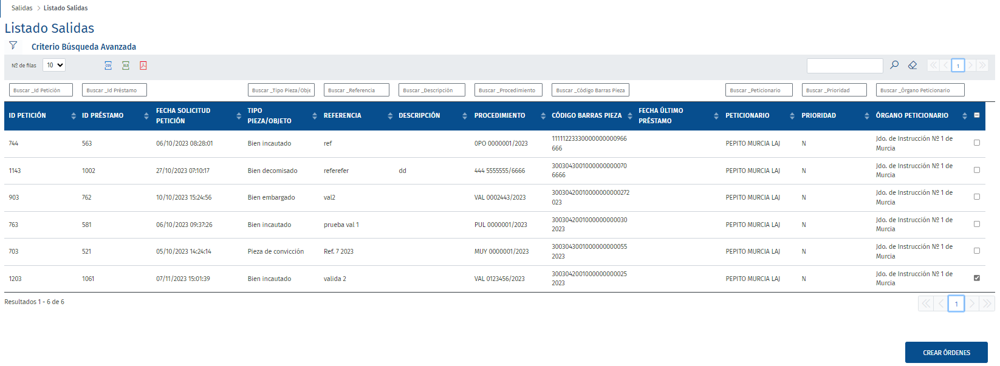 Salidas > Listado Salidas
Listado Salidas
Criterio Búsqueda Avanzada
Nº de filas 10 CSV XLS 1
Buscar _Id Petición Buscar _Id Préstamo Buscar _Tipo Pieza/Obje Buscar _Referencia Buscar _Descripción Buscar _Procedimiento Buscar _Código Barras Pieza Buscar _Peticionario Buscar _Prioridad Buscar _Órgano Peticionario
ID PETICIÓN ID PRÉSTAMO FECHA SOLICITUD PETICIÓN TIPO PIEZA/OBJETO REFERENCIA DESCRIPCIÓN PROCEDIMIENTO CÓDIGO BARRAS PIEZA FECHA ÚLTIMO PRÉSTAMO PETICIONARIO PRIORIDAD ÓRGANO PETICIONARIO
744 563 06/10/2023 08:28:01 Bien incautado ref 0PO 0000001/2023 11111223330000000000966 666 PEPITO MURCIA LAJ N Jdo. de Instrucción Nº 1 de Murcia
1143 1002 27/10/2023 07:10:17 Bien decomisado referefer dd 444 5555555/6666 3003043001000000000070 6666 PEPITO MURCIA LAJ N Jdo. de Instrucción Nº 1 de Murcia
903 762 10/10/2023 15:24:56 Bien embargado val2 VAL 0002443/2023 30030420010000000000272 023 PEPITO MURCIA LAJ N Jdo. de Instrucción Nº 1 de Murcia
763 581 06/10/2023 09:37:26 Bien incautado prueba val 1 PUL 0000001/2023 3003042001000000000030 2023 PEPITO MURCIA LAJ N Jdo. de Instrucción Nº 1 de Murcia
703 521 05/10/2023 14:24:14 Pieza de convicción Ref. 7 2023 MUY 0000001/2023 3003043001000000000055 2023 PEPITO MURCIA LAJ N Jdo. de Instrucción Nº 1 de Murcia
1203 1061 07/11/2023 15:01:39 Bien incautado valida 2 VAL 0123456/2023 3003042001000000000025 2023 PEPITO MURCIA LAJ N Jdo. de Instrucción Nº 1 de Murcia
Resultados 1 - 6 de 6 1
CREAR ÓRDENES